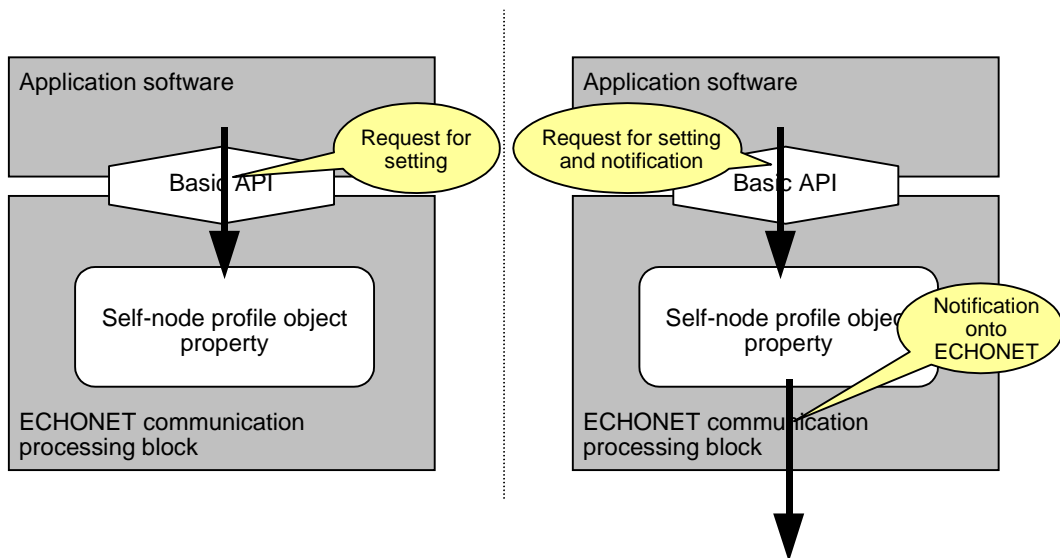 Application software
Request for
setting
Basic API
Self-node profile object
property
ECHONET communication
processing block
Application software
Request for setting
and notification
Basic API
Self-node profile objec
property
Notification
onto
ECHONET
ECHONET communication
processing block